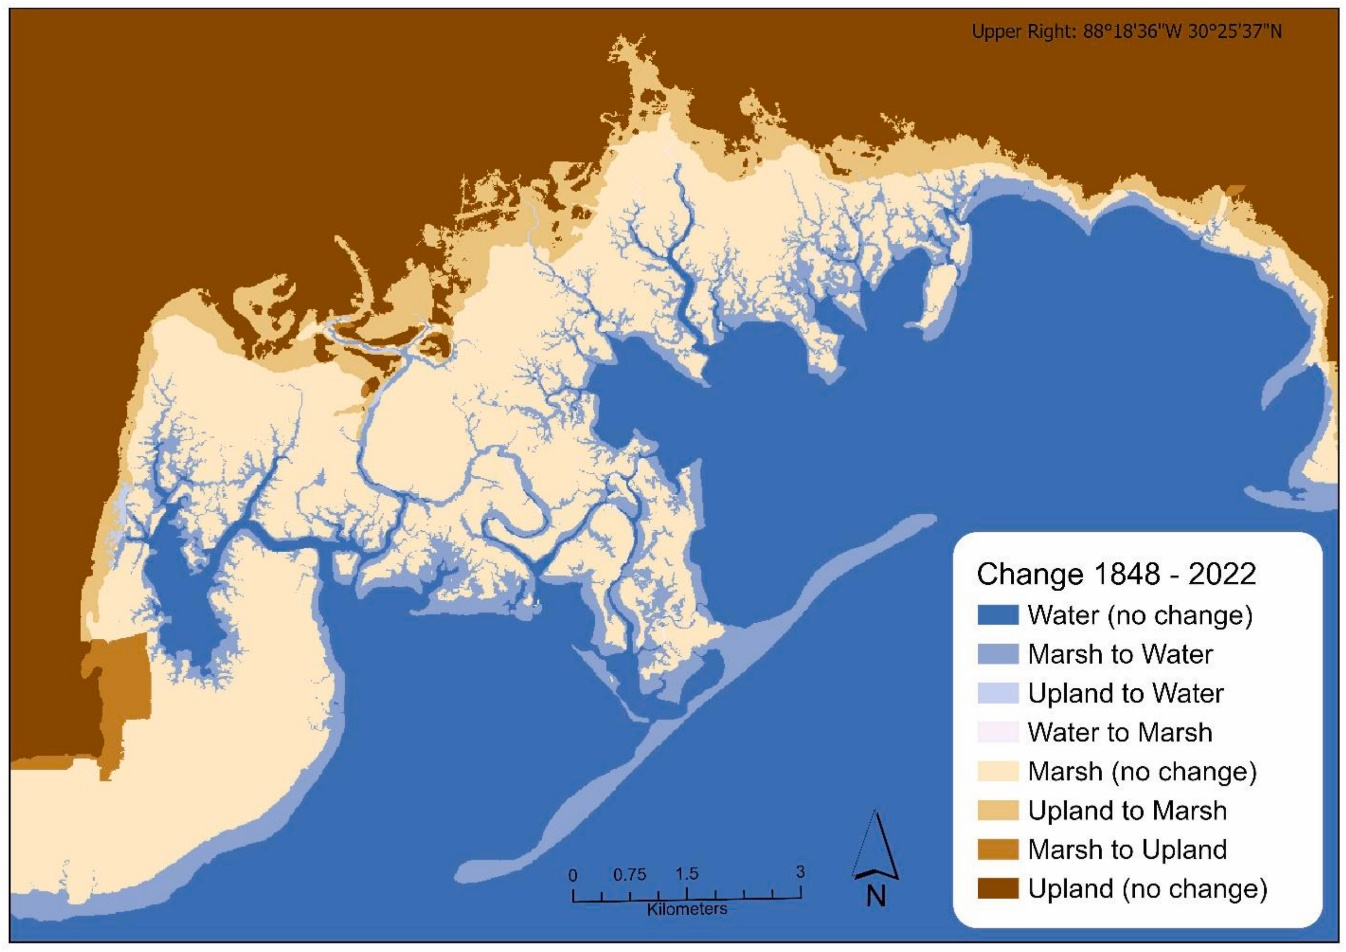 Upper Right: 88°18'36"W 30°25'37"N
Change 1848 - 2022
Water (no change)
Marsh to Water
Upland to Water
Water to Marsh
Marsh (no change)
Upland to Marsh
Marsh to Upland
Upland (no change)
0 0.75 1.5 3
Kilometers
N